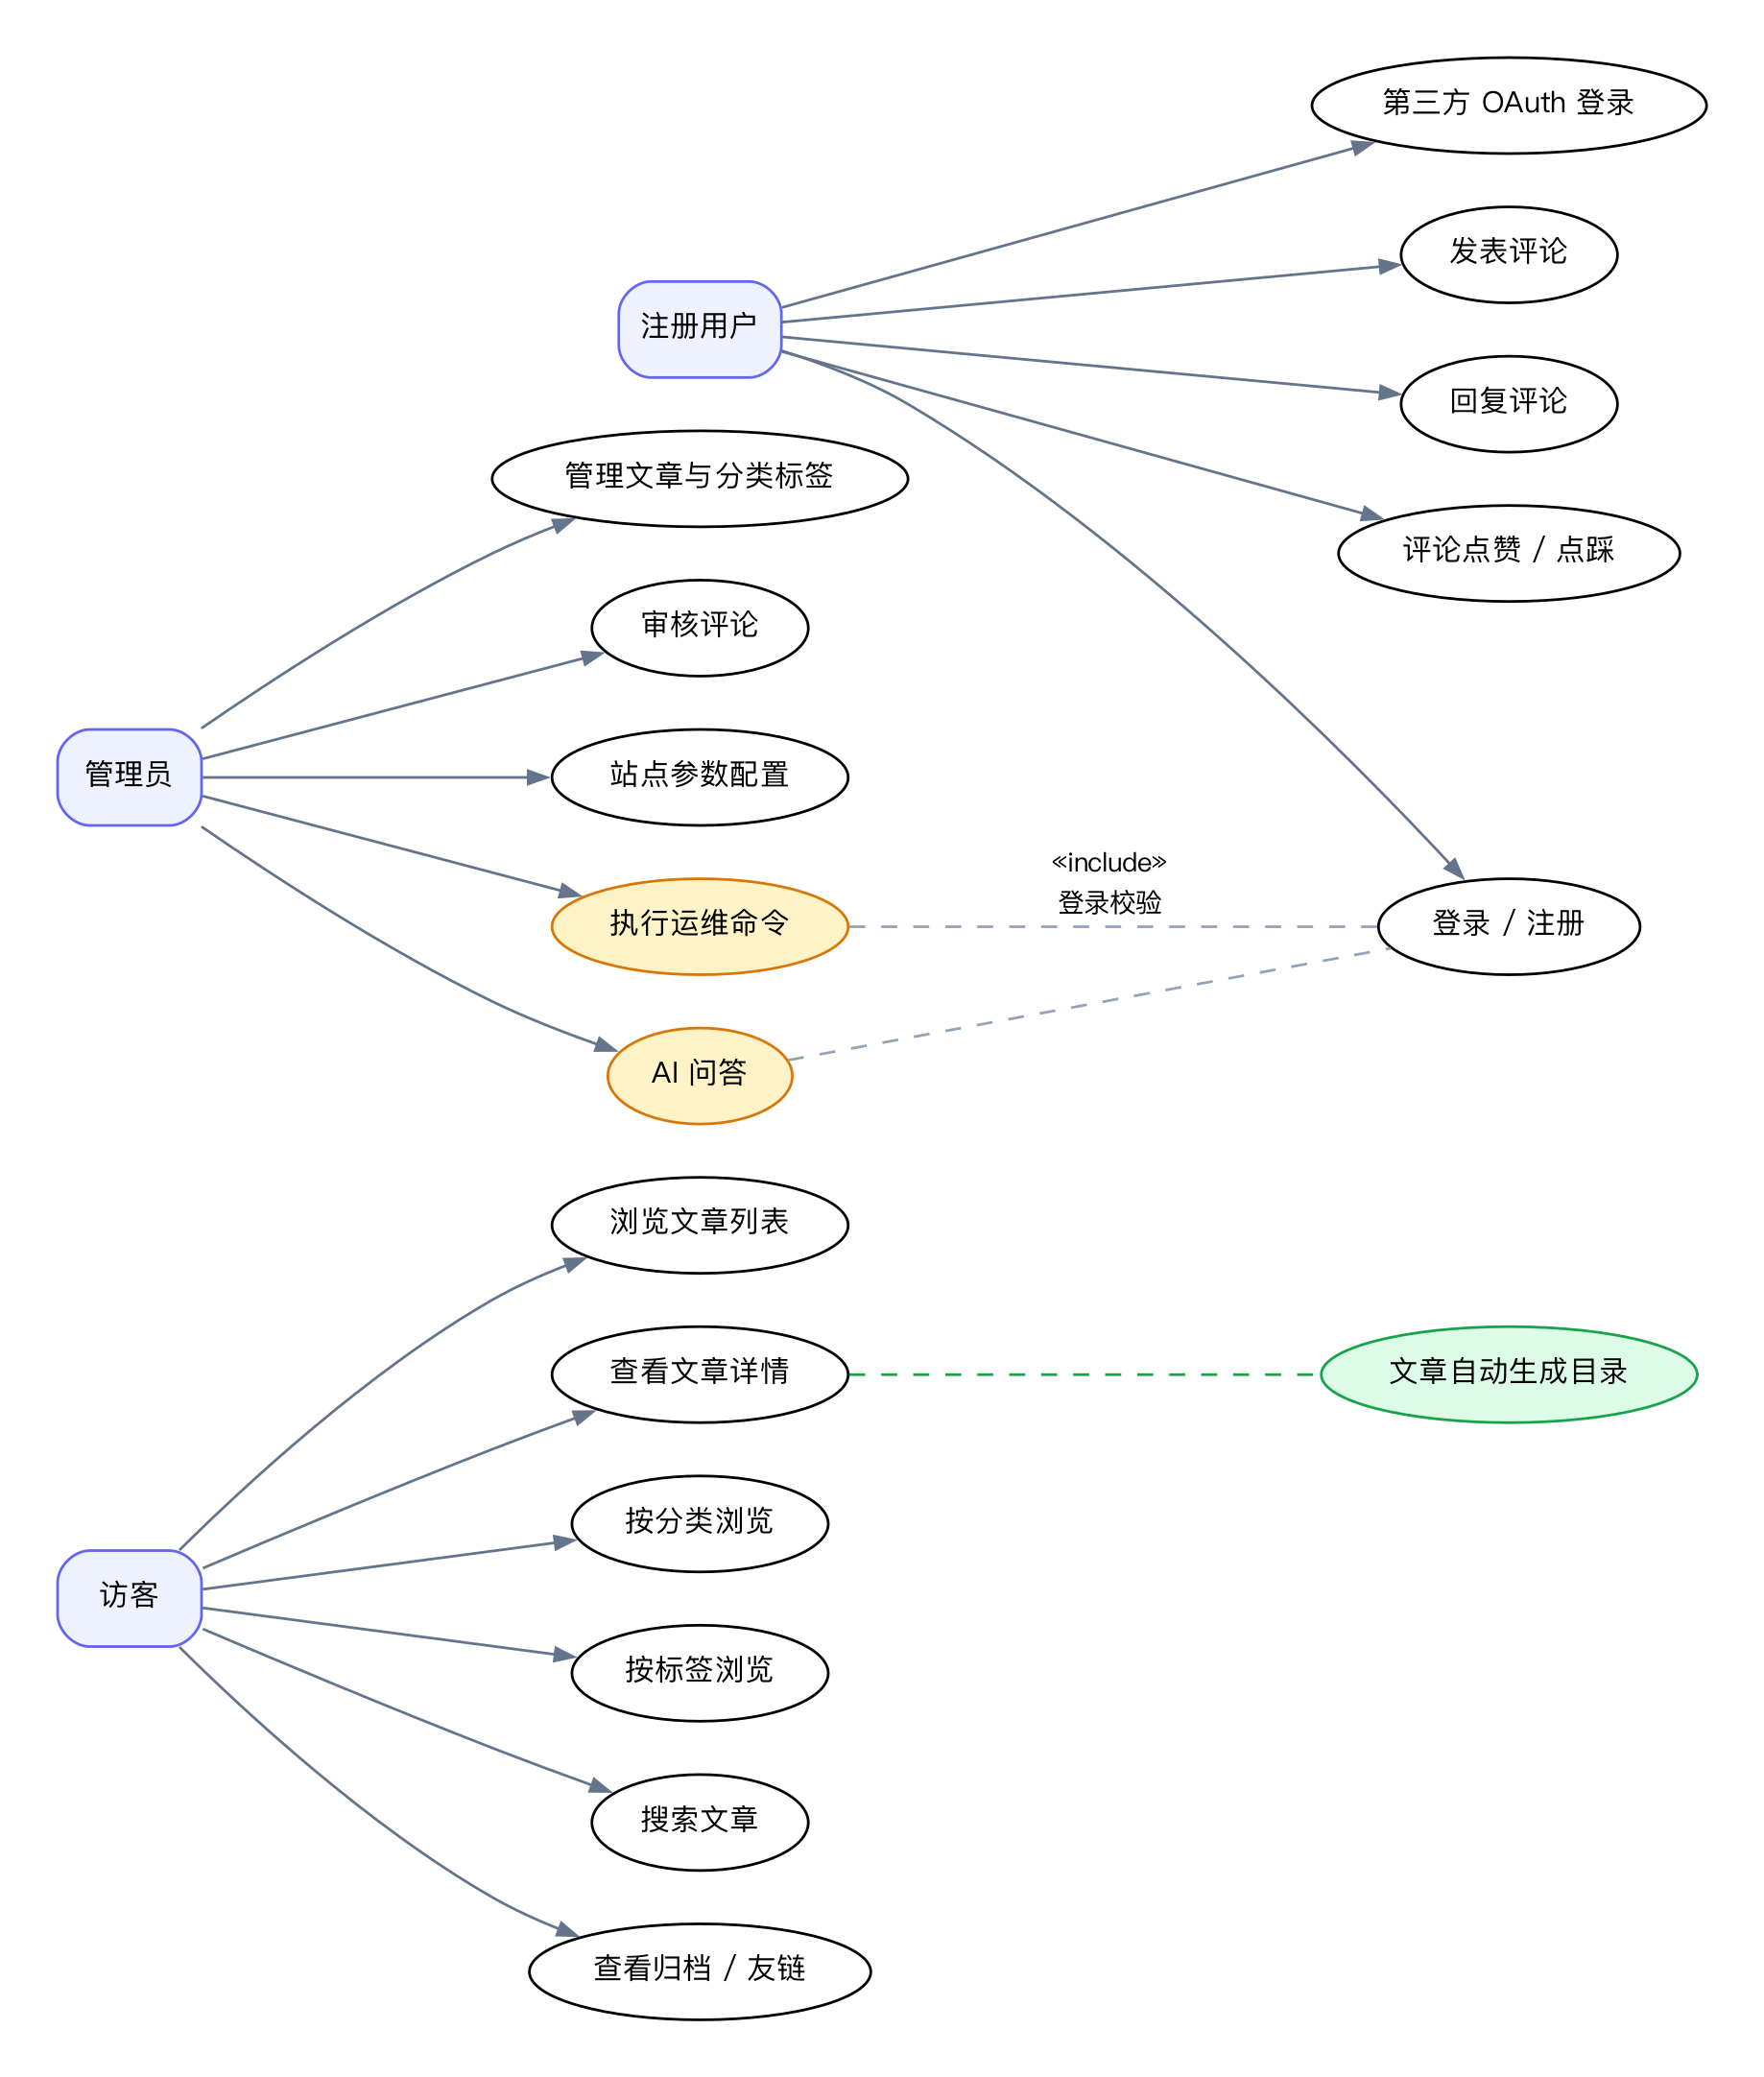 第三方 OAuth 登录
发表评论
注册用户
回复评论
管理文章与分类标签
评论点赞 / 点踩
审核评论
管理员
站点参数配置
«include»
登录校验
执行运维命令
登录 / 注册
AI 问答
浏览文章列表
查看文章详情
文章自动生成目录
按分类浏览
访客
按标签浏览
搜索文章
查看归档 / 友链